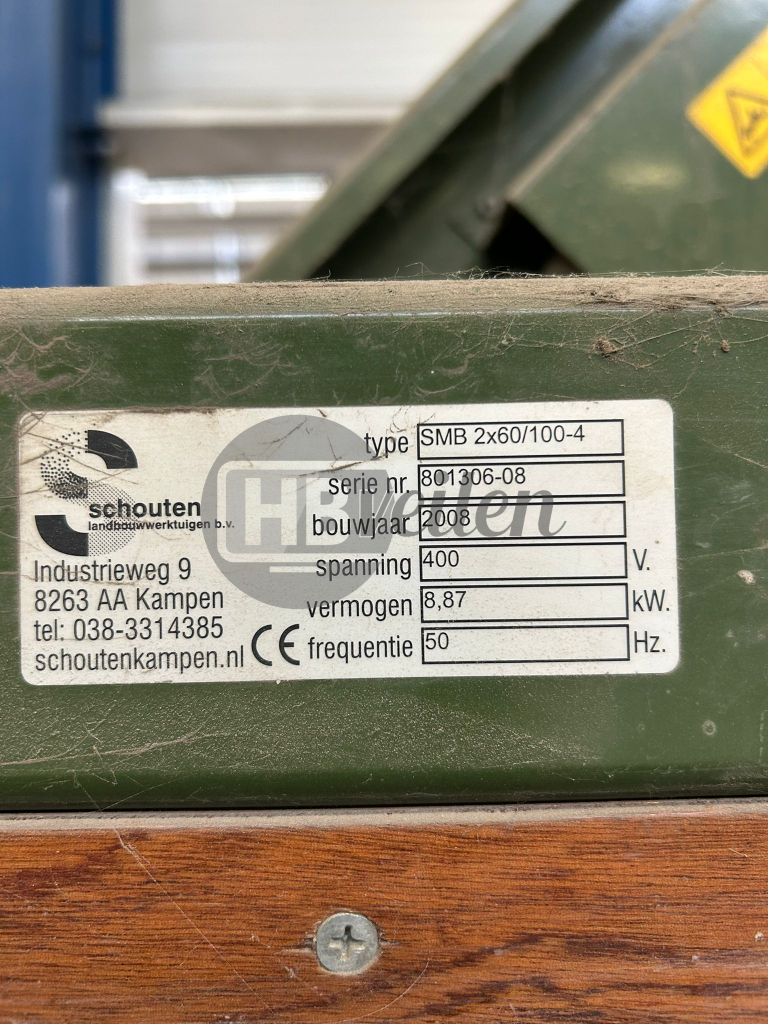 schouten
landbouwwerktuigen b.v.
Industrieweg 9
8263 AA Kampen
tel: 038-3314385
schoutenkampen.nl
CE
type SMB 2x60/100-4
serie nr. 801306-08
bouwjaar 2008
spanning 400 V.
vermogen 8,87 kW.
frequentie 50 Hz.
HBVeilen